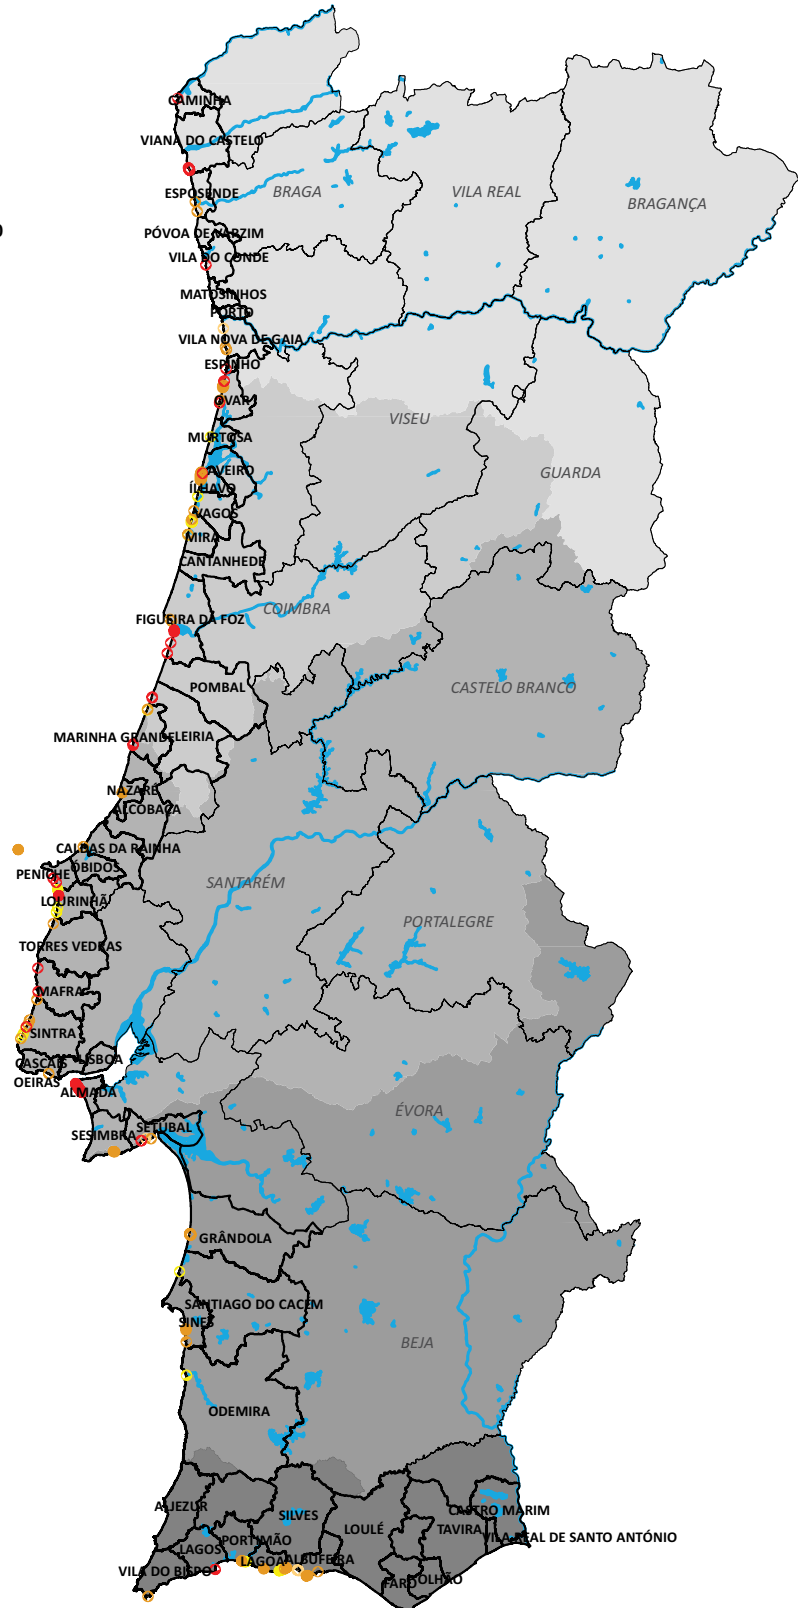 CAMINHA
VIANA DO CASTELO
ESPOSENDE
BRAGA
VILA REAL
BRAGANÇA
PÓVOA DE VARZIM
VILA DO CONDE
MATOSINHOS
PORTO
VILA NOVA DE GAIA
ESPINHO
OVAR
VISEU
MURTOSA
AVEIRO
GUARDA
ÍLHAVO
VAGOS
MIRA
CANTANHEDE
COIMBRA
FIGUEIRA DA FOZ
POMBAL
CASTELO BRANCO
MARINHA GRANDE
LEIRIA
NAZARÉ
ALCOBAÇA
CALDAS DA RAINHA
ÓBIDOS
PENICHE
SANTARÉM
LOURINHÃ
PORTALEGRE
TORRES VEDRAS
MAFRA
SINTRA
CASCAIS
LISBOA
OEIRAS
ALMADA
ÉVORA
SETÚBAL
SESIMBRA
GRÂNDOLA
SANTIAGO DO CACÉM
SINES
BEJA
ODEMIRA
ALJEZUR
SILVES
CASTRO MARIM
LOULÉ
TAVIRA
VILA REAL DE SANTO ANTÓNIO
PORTIMÃO
LAGOS
LAGOA
ALBUFEIRA
VILA DO BISPO
FARO
OLHÃO